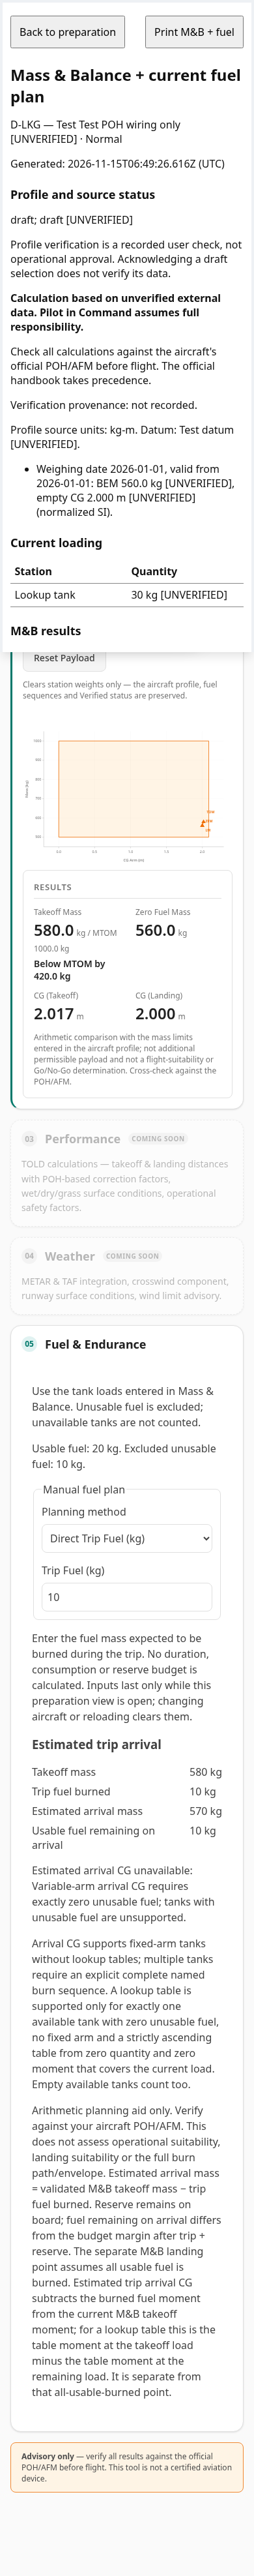 Back to preparation
Print M&B + fuel
Mass & Balance + current fuel
plan
D-LKG — Test Test POH wiring only
[UNVERIFIED] · Normal
Generated: 2026-11-15T06:49:26.616Z (UTC)
Profile and source status
draft; draft [UNVERIFIED]
Profile verification is a recorded user check, not
operational approval. Acknowledging a draft
selection does not verify its data.
Calculation based on unverified external
data. Pilot in Command assumes full
responsibility.
Check all calculations against the aircraft's
official POH/AFM before flight. The official
handbook takes precedence.
Verification provenance: not recorded.
Profile source units: kg-m. Datum: Test datum
[UNVERIFIED].
• Weighing date 2026-01-01, valid from
2026-01-01: BEM 560.0 kg [UNVERIFIED],
empty CG 2.000 m [UNVERIFIED]
(normalized SI).
Current loading
Station Quantity
Lookup tank 30 kg [UNVERIFIED]
M&B results
Reset Payload
Clears station weights only — the aircraft profile, fuel
sequences and Verified status are preserved.
RESULTS
Takeoff Mass Zero Fuel Mass
580.0 kg / MTOM 560.0 kg
1000.0 kg
Below MTOM by
420.0 kg
CG (Takeoff) CG (Landing)
2.017 m 2.000 m
Arithmetic comparison with the mass limits
entered in the aircraft profile; not additional
permissible payload and not a flight-suitability or
Go/No-Go determination. Cross-check against the
POH/AFM.
03 Performance COMING SOON
TOLD calculations — takeoff & landing distances
with POH-based correction factors,
wet/dry/grass surface conditions, operational
safety factors.
04 Weather COMING SOON
METAR & TAF integration, crosswind component,
runway surface conditions, wind limit advisory.
05 Fuel & Endurance
Use the tank loads entered in Mass &
Balance. Unusable fuel is excluded;
unavailable tanks are not counted.
Usable fuel: 20 kg. Excluded unusable
fuel: 10 kg.
Manual fuel plan
Planning method
Direct Trip Fuel (kg)
Trip Fuel (kg)
10
Enter the fuel mass expected to be
burned during the trip. No duration,
consumption or reserve budget is
calculated. Inputs last only while this
preparation view is open; changing
aircraft or reloading clears them.
Estimated trip arrival
Takeoff mass 580 kg
Trip fuel burned 10 kg
Estimated arrival mass 570 kg
Usable fuel remaining on 10 kg
arrival
Estimated arrival CG unavailable:
Variable-arm arrival CG requires
exactly zero unusable fuel; tanks with
unusable fuel are unsupported.
Arrival CG supports fixed-arm tanks
without lookup tables; multiple tanks
require an explicit complete named
burn sequence. A lookup table is
supported only for exactly one
available tank with zero unusable fuel,
no fixed arm and a strictly ascending
table from zero quantity and zero
moment that covers the current load.
Empty available tanks count too.
Arithmetic planning aid only. Verify
against your aircraft POH/AFM. This
does not assess operational suitability,
landing suitability or the full burn
path/envelope. Estimated arrival mass
= validated M&B takeoff mass − trip
fuel burned. Reserve remains on
board; fuel remaining on arrival differs
from the budget margin after trip +
reserve. The separate M&B landing
point assumes all usable fuel is
burned. Estimated trip arrival CG
subtracts the burned fuel moment
from the current M&B takeoff
moment; for a lookup table this is the
table moment at the takeoff load
minus the table moment at the
remaining load. It is separate from
that all-usable-burned point.
Advisory only — verify all results against the official
POH/AFM before flight. This tool is not a certified aviation
device.